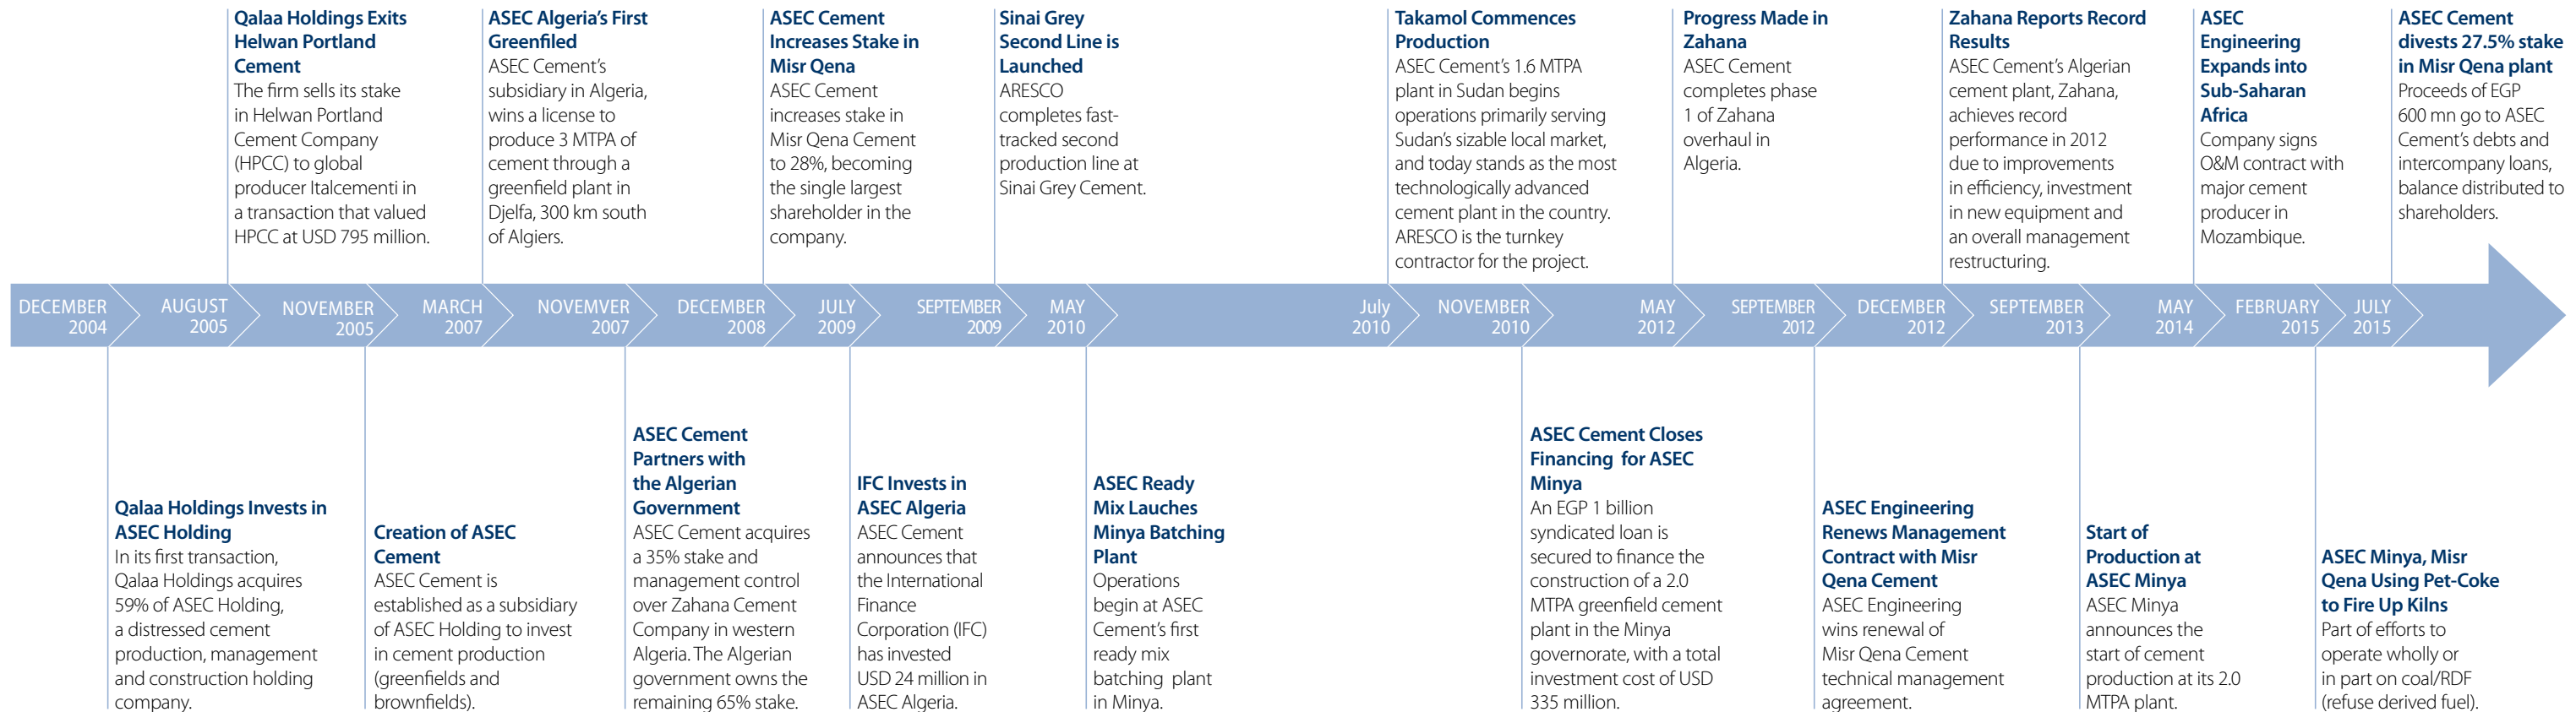 Qalaa Holdings Exits
Helwan Portland
Cement
The firm sells its stake
in Helwan Portland
Cement Company
(HPCC) to global
producer Italcementi in
a transaction that valued
HPCC at USD 795 million.
ASEC Algeria’s First
Greenfiled
ASEC Cement’s
subsidiary in Algeria,
wins a license to
produce 3 MTPA of
cement through a
greenfield plant in
Djelfa, 300 km south
of Algiers.
ASEC Cement
Increases Stake in
Misr Qena
ASEC Cement
increases stake in
Misr Qena Cement
to 28%, becoming
the single largest
shareholder in the
company.
Sinai Grey
Second Line is
Launched
ARESCO
completes fast-
tracked second
production line at
Sinai Grey Cement.
Takamol Commences
Production
ASEC Cement’s 1.6 MTPA
plant in Sudan begins
operations primarily serving
Sudan’s sizable local market,
and today stands as the most
technologically advanced
cement plant in the country.
ARESCO is the turnkey
contractor for the project.
Progress Made in
Zahana
ASEC Cement
completes phase
1 of Zahana
overhaul in
Algeria.
Zahana Reports Record
Results
ASEC Cement’s Algerian
cement plant, Zahana,
achieves record
performance in 2012
due to improvements
in efficiency, investment
in new equipment and
an overall management
restructuring.
ASEC
Engineering
Expands into
Sub-Saharan
Africa
Company signs
O&M contract with
major cement
producer in
Mozambique.
ASEC Cement
divests 27.5% stake
in Misr Qena plant
Proceeds of EGP
600 mn go to ASEC
Cement’s debts and
intercompany loans,
balance distributed to
shareholders.
DECEMBER
2004
AUGUST
2005
NOVEMBER
2005
MARCH
2007
NOVEMVER
2007
DECEMBER
2008
JULY
2009
SEPTEMBER
2009
MAY
2010
July
2010
NOVEMBER
2010
MAY
2012
SEPTEMBER
2012
DECEMBER
2012
SEPTEMBER
2013
MAY
2014
FEBRUARY
2015
JULY
2015
Qalaa Holdings Invests in
ASEC Holding
In its first transaction,
Qalaa Holdings acquires
59% of ASEC Holding,
a distressed cement
production, management
and construction holding
company.
Creation of ASEC
Cement
ASEC Cement is
established as a subsidiary
of ASEC Holding to invest
in cement production
(greenfields and
brownfields).
ASEC Cement
Partners with
the Algerian
Government
ASEC Cement acquires
a 35% stake and
management control
over Zahana Cement
Company in western
Algeria. The Algerian
government owns the
remaining 65% stake.
IFC Invests in
ASEC Algeria
ASEC Cement
announces that
the International
Finance
Corporation (IFC)
has invested
USD 24 million in
ASEC Algeria.
ASEC Ready
Mix Lauches
Minya Batching
Plant
Operations
begin at ASEC
Cement’s first
ready mix
batching plant
in Minya.
ASEC Cement Closes
Financing for ASEC
Minya
An EGP 1 billion
syndicated loan is
secured to finance the
construction of a 2.0
MTPA greenfield cement
plant in the Minya
governorate, with a total
investment cost of USD
335 million.
ASEC Engineering
Renews Management
Contract with Misr
Qena Cement
ASEC Engineering
wins renewal of
Misr Qena Cement
technical management
agreement.
Start of
Production at
ASEC Minya
ASEC Minya
announces the
start of cement
production at its 2.0
MTPA plant.
ASEC Minya, Misr
Qena Using Pet-Coke
to Fire Up Kilns
Part of efforts to
operate wholly or
in part on coal/RDF
(refuse derived fuel).